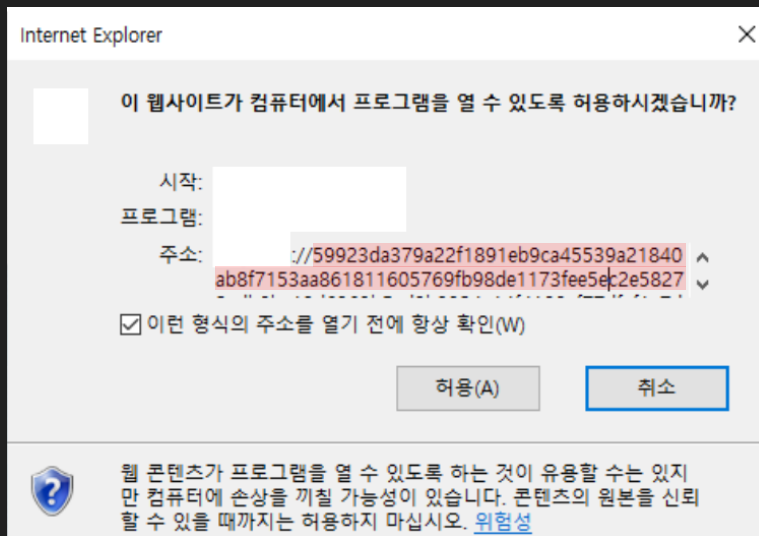 Internet Explorer
이 웹사이트가 컴퓨터에서 프로그램을 열 수 있도록 허용하시겠습니까?
시작:
프로그램:
주소: ://59923da379a22f1891eb9ca45539a21840
ab8f7153aa861811605769fb98de1173fee5ec2e5827
이런 형식의 주소를 열기 전에 항상 확인(W)
허용(A) 취소
웹 콘텐츠가 프로그램을 열 수 있도록 하는 것이 유용할 수는 있지
만 컴퓨터에 손상을 끼칠 가능성이 있습니다. 콘텐츠의 원본을 신뢰
할 수 있을 때까지는 허용하지 마십시오. 위험성